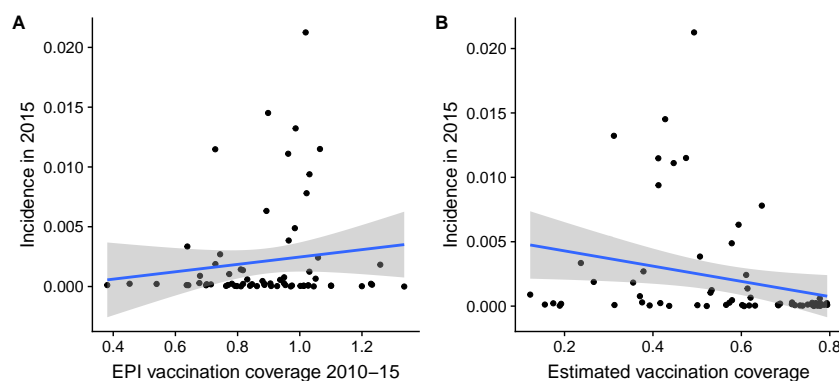 A
B
Incidence in 2015
0.020
0.015
0.010
0.005
0.000
0.4 0.6 0.8 1.0 1.2
EPI vaccination coverage 2010–15
Incidence in 2015
0.020
0.015
0.010
0.005
0.000
0.2 0.4 0.6 0.8
Estimated vaccination coverage